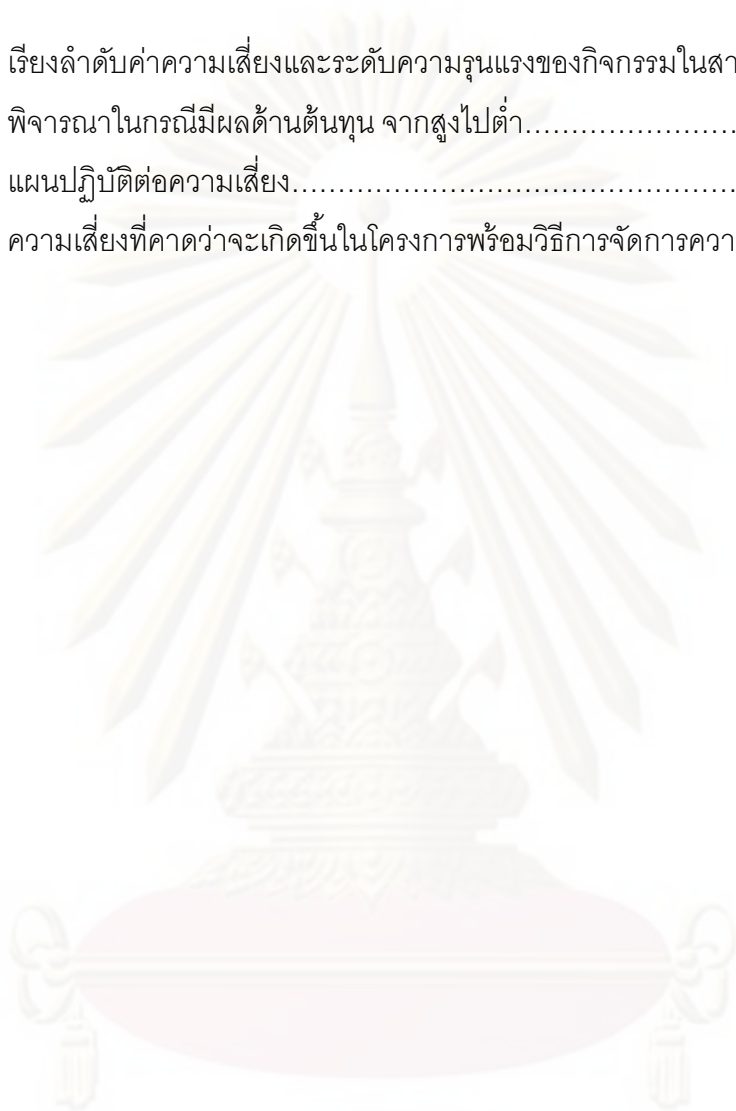 เรียงลำดับค่าความเสี่ยงและระดับความรุนแรงของกิจกรรมในสา
พิจารณาในกรณีมีผลด้านต้นทุน จากสูงไปต่ำ.......................
แผนปฏิบัติต่อความเสี่ยง................................................
ความเสี่ยงที่คาดว่าจะเกิดขึ้นในโครงการพร้อมวิธีการจัดการควา